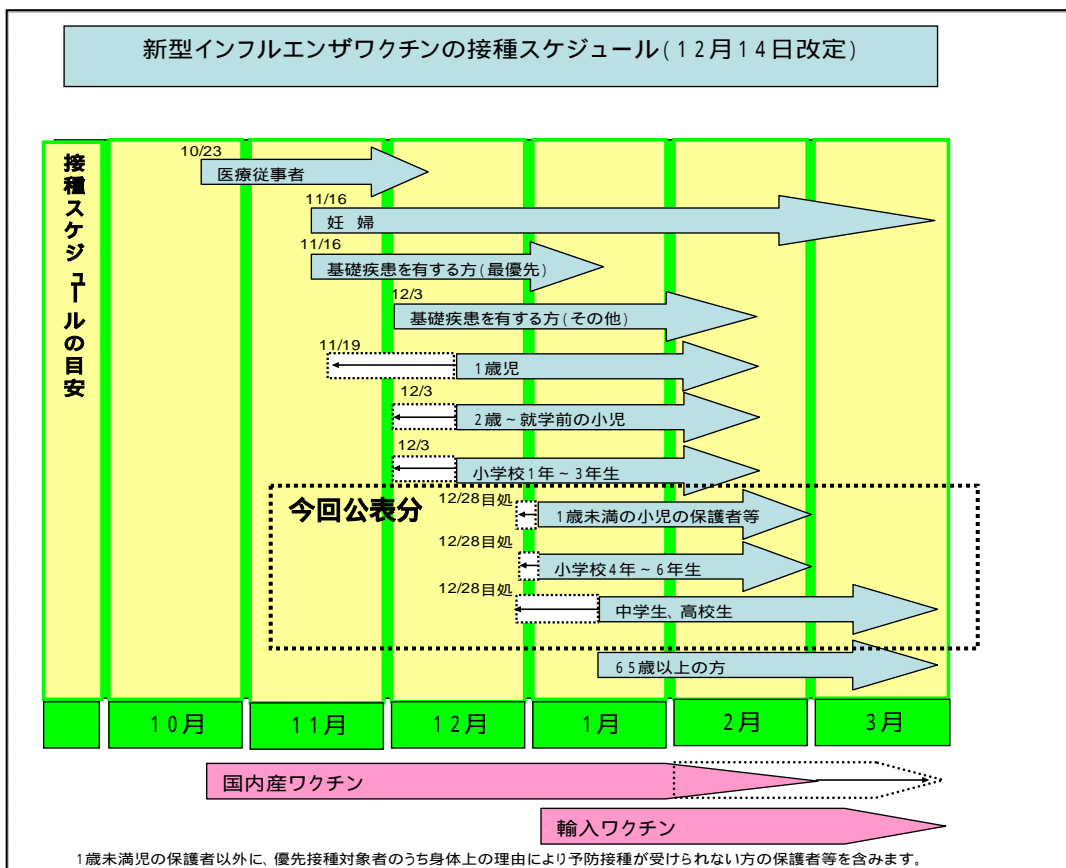 新型インフルエンザワクチンの接種スケジュール(12月14日改定)
接種スケジュールの目安
10/23
医療従事者
11/16
妊 婦
11/16
基礎疾患を有する方(最優先)
12/3
基礎疾患を有する方(その他)
11/19
1歳児
12/3
2歳～就学前の小児
12/3
小学校1年～3年生
今回公表分
12/28目処
1歳未満の小児の保護者等
12/28目処
小学校4年～6年生
12/28目処
中学生、高校生
65歳以上の方
10月 11月 12月 1月 2月 3月
国内産ワクチン
輸入ワクチン
1歳未満児の保護者以外に、優先接種対象者のうち身体上の理由により予防接種が受けられない方の保護者等を含みます。